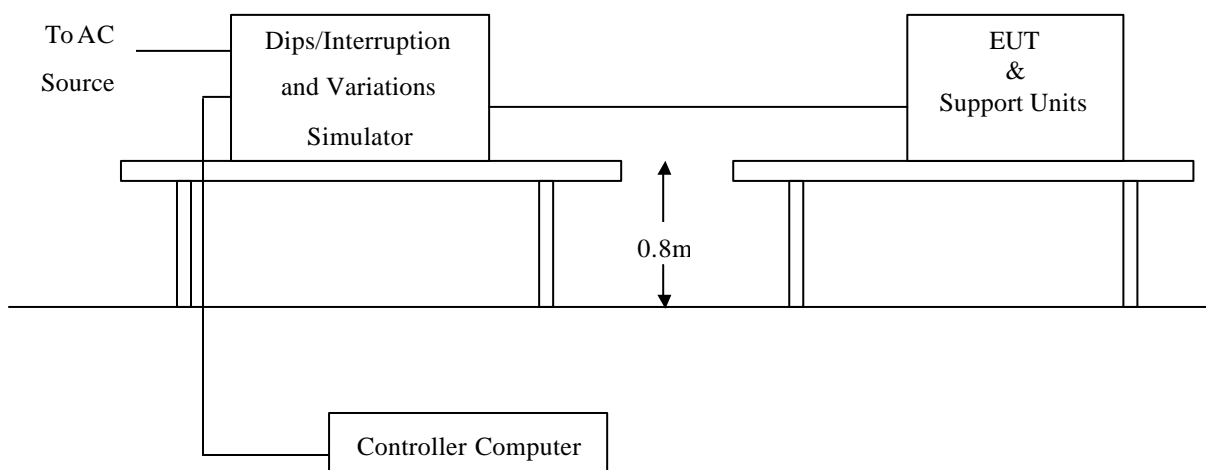 To AC
Source
Dips/Interruption
and Variations
Simulator
EUT
&
Support Units
0.8m
Controller Computer